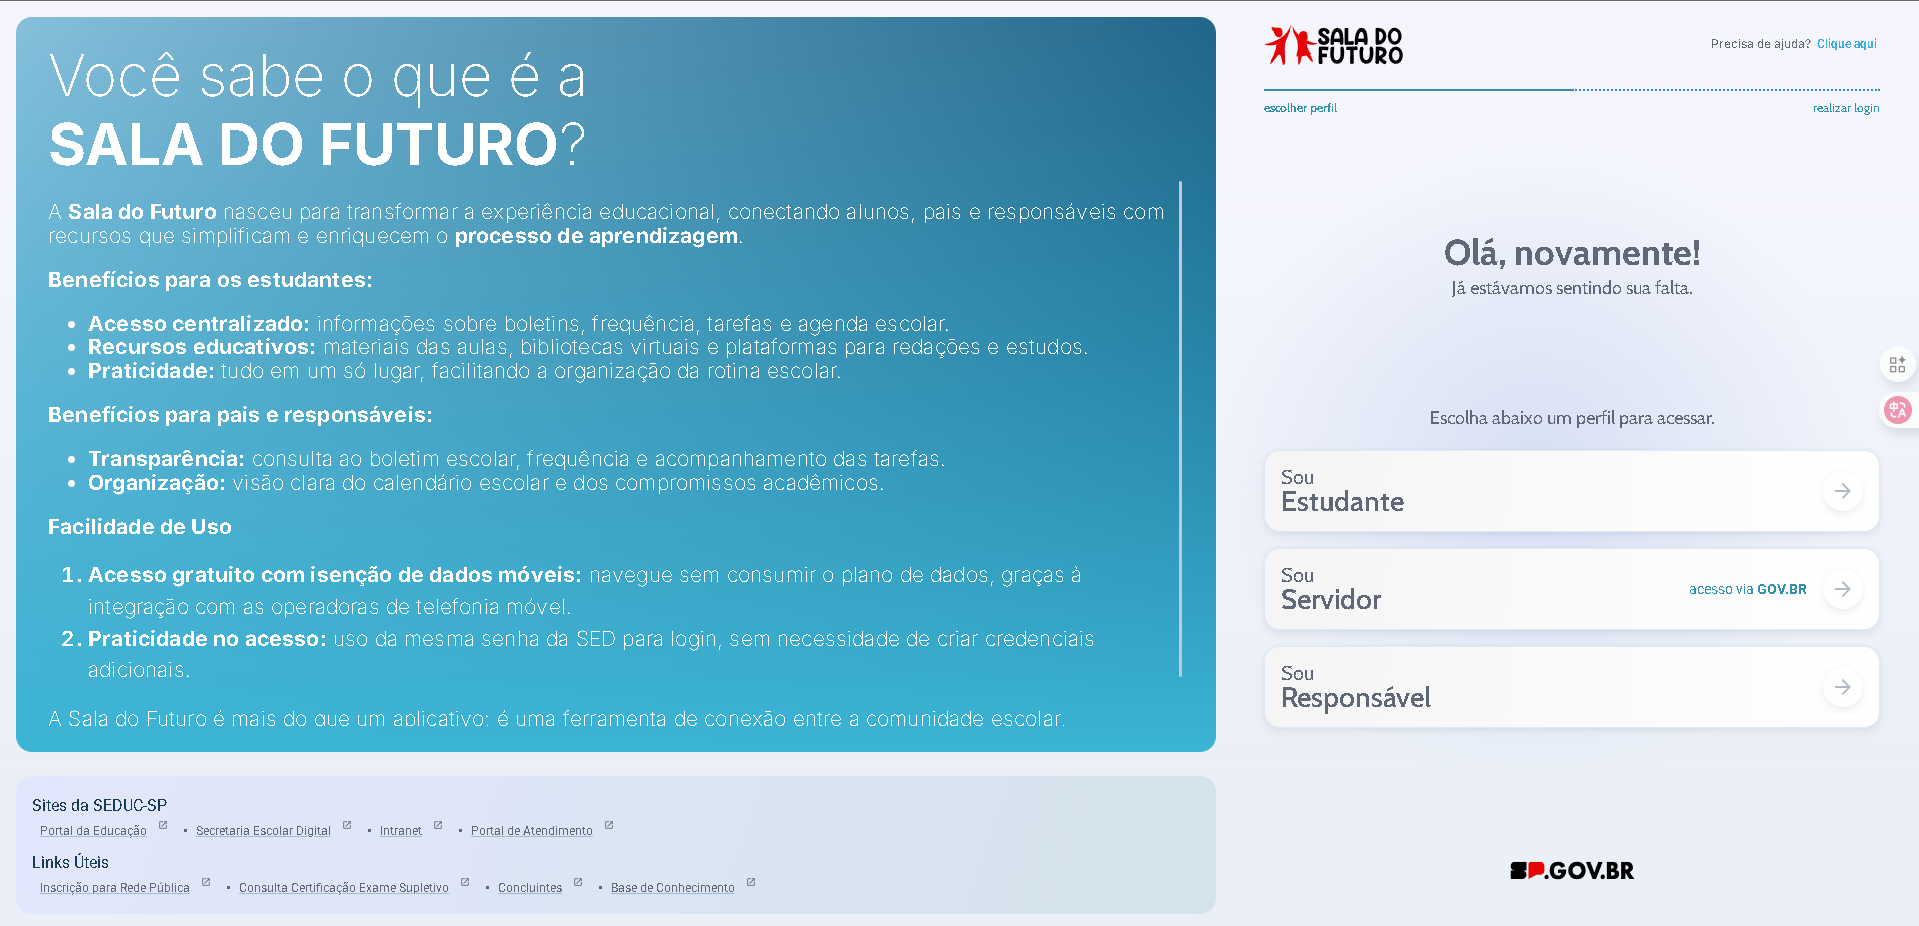 Você sabe o que é a
SALA DO FUTURO?
A Sala do Futuro nasceu para transformar a experiência educacional, conectando alunos, pais e responsáveis com
recursos que simplificam e enriquecem o processo de aprendizagem.
Benefícios para os estudantes:
• Acesso centralizado: informações sobre boletins, frequência, tarefas e agenda escolar.
• Recursos educativos: materiais das aulas, bibliotecas virtuais e plataformas para redações e estudos.
• Praticidade: tudo em um só lugar, facilitando a organização da rotina escolar.
Benefícios para pais e responsáveis:
• Transparência: consulta ao boletim escolar, frequência e acompanhamento das tarefas.
• Organização: visão clara do calendário escolar e dos compromissos acadêmicos.
Facilidade de Uso
1. Acesso gratuito com isenção de dados móveis: navegue sem consumir o plano de dados, graças à
integração com as operadoras de telefonia móvel.
2. Praticidade no acesso: uso da mesma senha da SED para login, sem necessidade de criar credenciais
adicionais.
A Sala do Futuro é mais do que um aplicativo: é uma ferramenta de conexão entre a comunidade escolar.
Sites da SEDUC-SP
Portal da Educação • Secretaria Escolar Digital • Intranet • Portal de Atendimento
Links Úteis
Inscrição para Rede Pública • Consulta Certificação Exame Supletivo • Concluintes • Base de Conhecimento
SALA DO
FUTURO
Precisa de ajuda? Clique aqui
escolher perfil
realizar login
Olá, novamente!
Já estávamos sentindo sua falta.
Escolha abaixo um perfil para acessar.
Sou
Estudante
Sou
Servidor
acesso via GOV.BR
Sou
Responsável
SP.GOV.BR